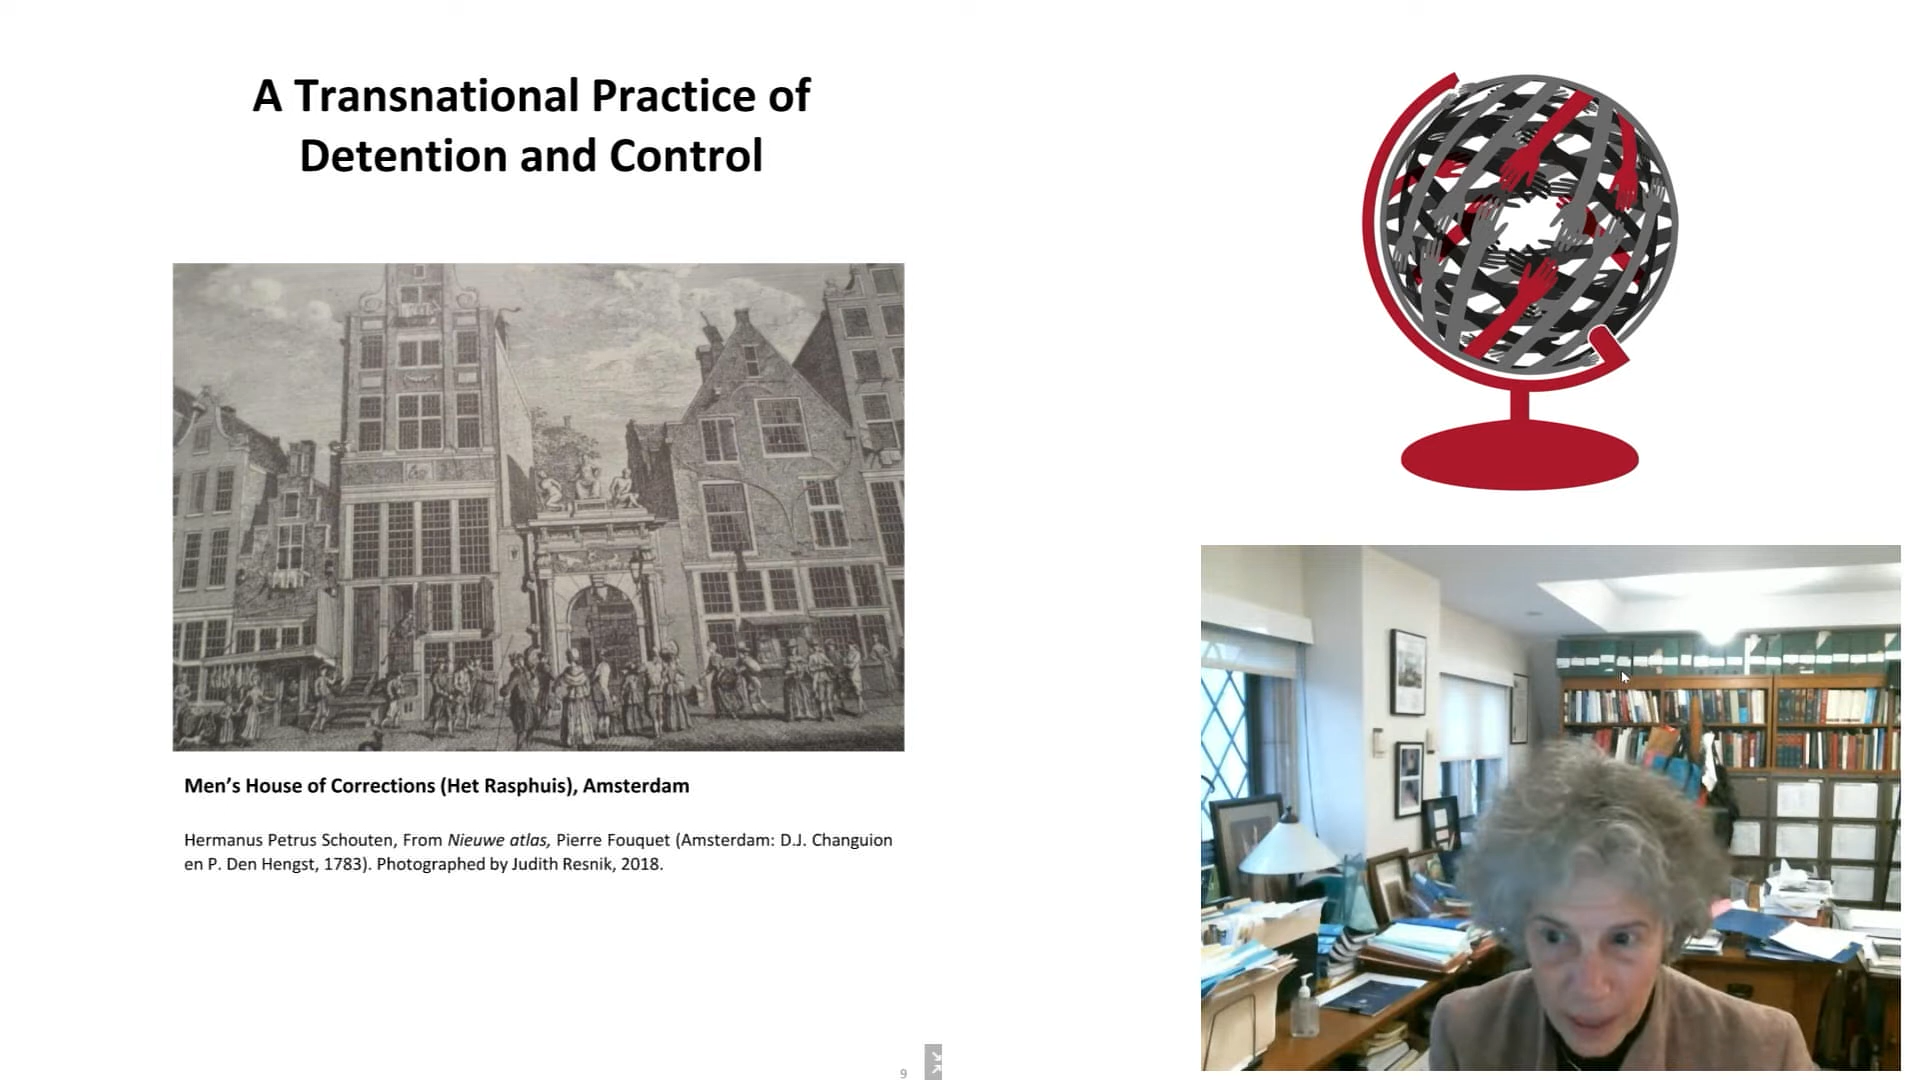 A Transnational Practice of
Detention and Control
Men's House of Corrections (Het Rasphuis), Amsterdam
Hermanus Petrus Schouten, From Nieuwe atlas, Pierre Fouquet (Amsterdam: D.J. Changuion
en P. Den Hengst, 1783). Photographed by Judith Resnik, 2018.
9